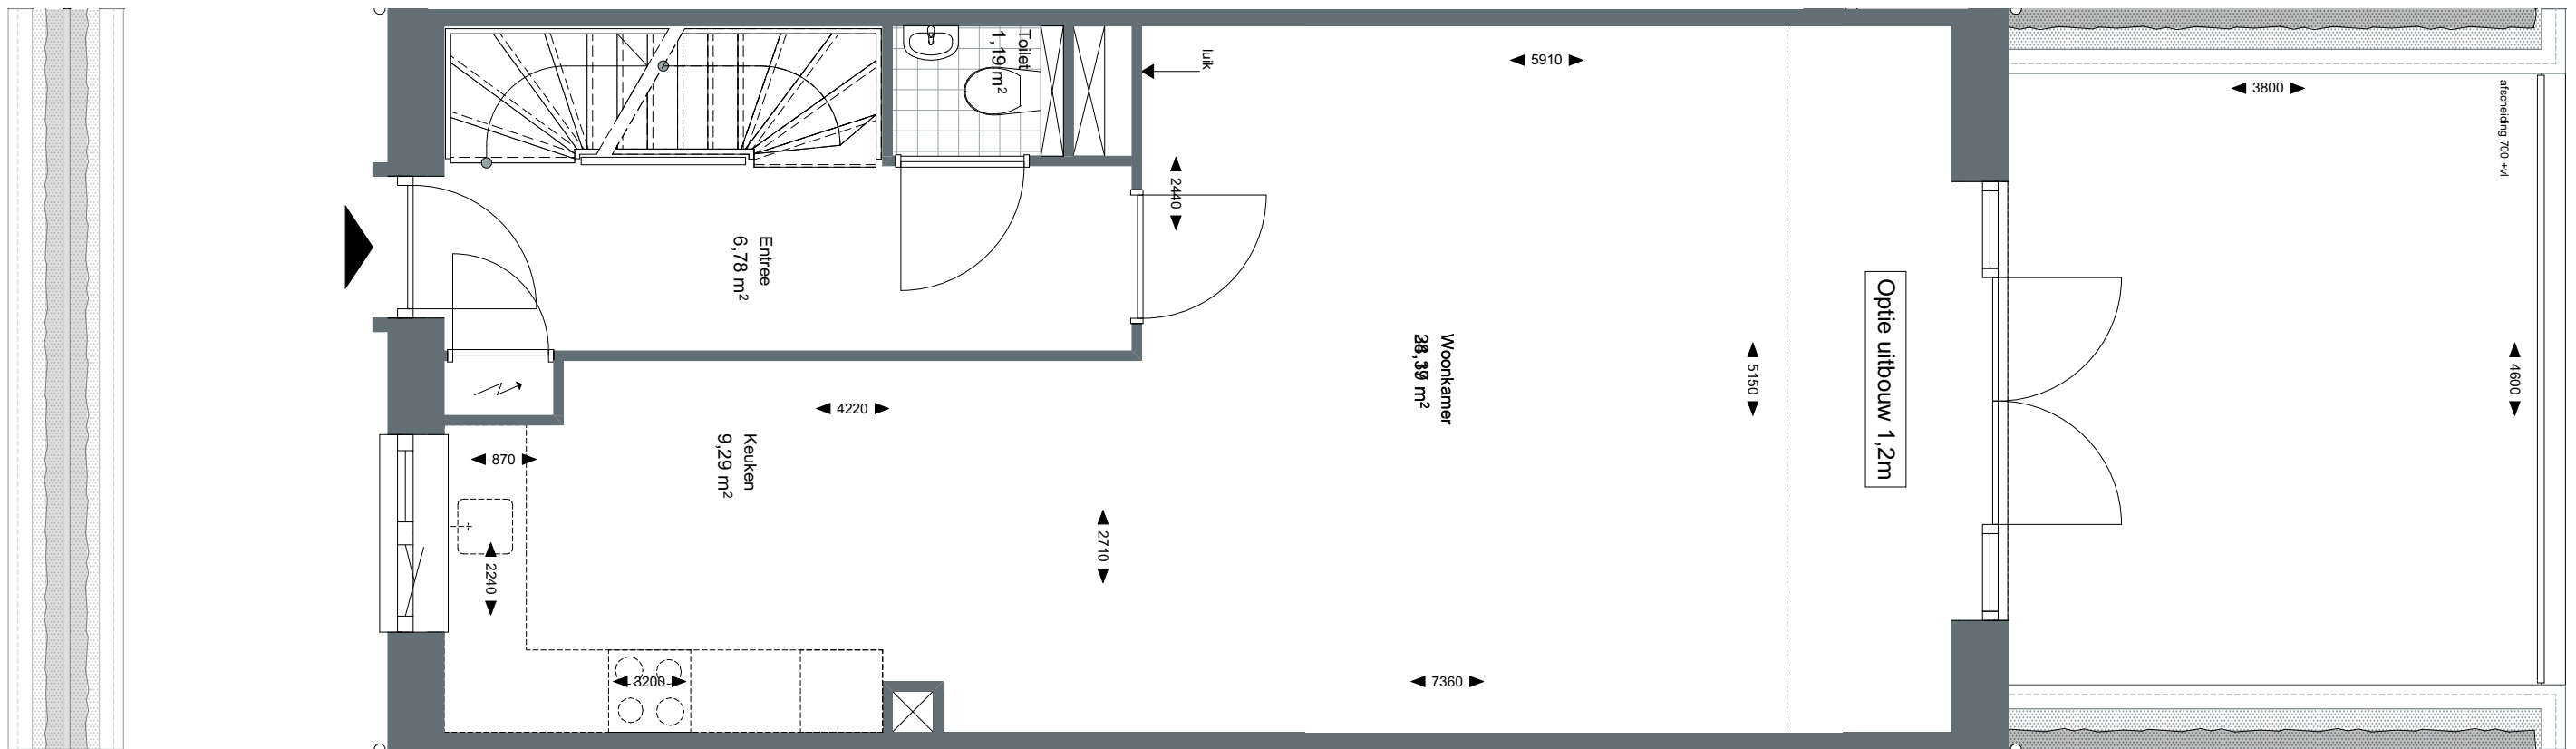 Toilet
1,19 m²
luik
5910
3800
afscheiding 700 +vl
2440
Entree
6,78 m²
Woonkamer
m²
Optie uitbouw 1,2m
5150
4600
4220
Keuken
9,29 m²
870
2710
2240
3200
7360